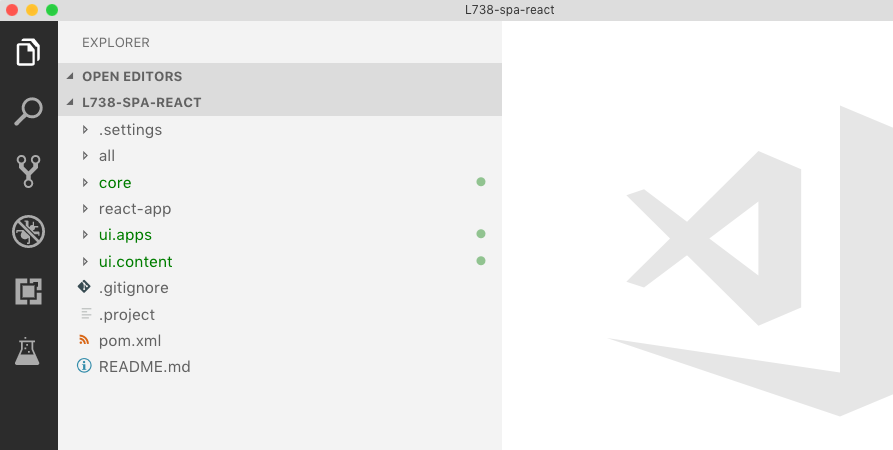 L738-spa-react
EXPLORER
OPEN EDITORS
L738-SPA-REACT
.settings
all
core
react-app
ui.apps
ui.content
.gitignore
.project
pom.xml
README.md